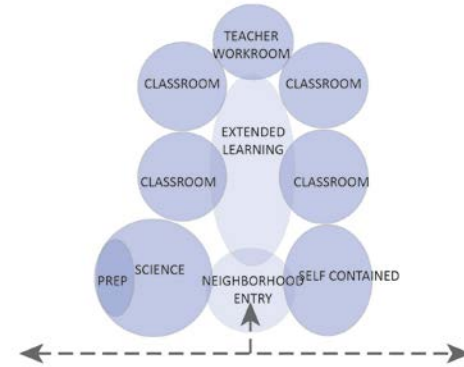 TEACHER
WORKROOM
CLASSROOM
CLASSROOM
EXTENDED
LEARNING
CLASSROOM
CLASSROOM
PREP
SCIENCE
NEIGHBORHOOD
ENTRY
SELF CONTAINED